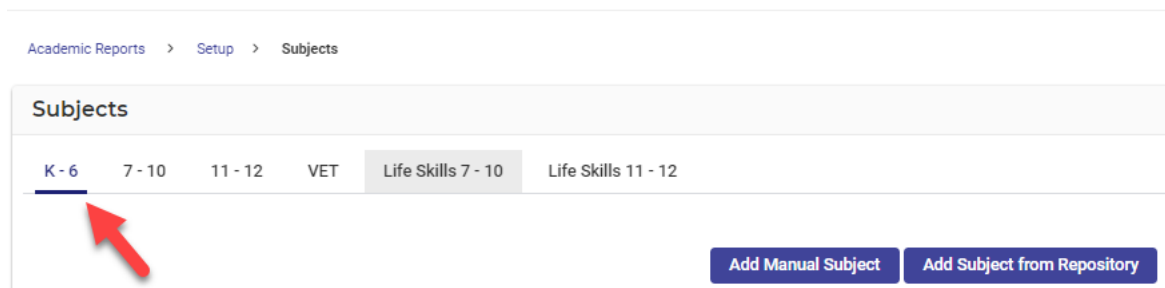 Academic Reports > Setup > Subjects
Subjects
K - 6 7 - 10 11 - 12 VET Life Skills 7 - 10 Life Skills 11 - 12
Add Manual Subject Add Subject from Repository